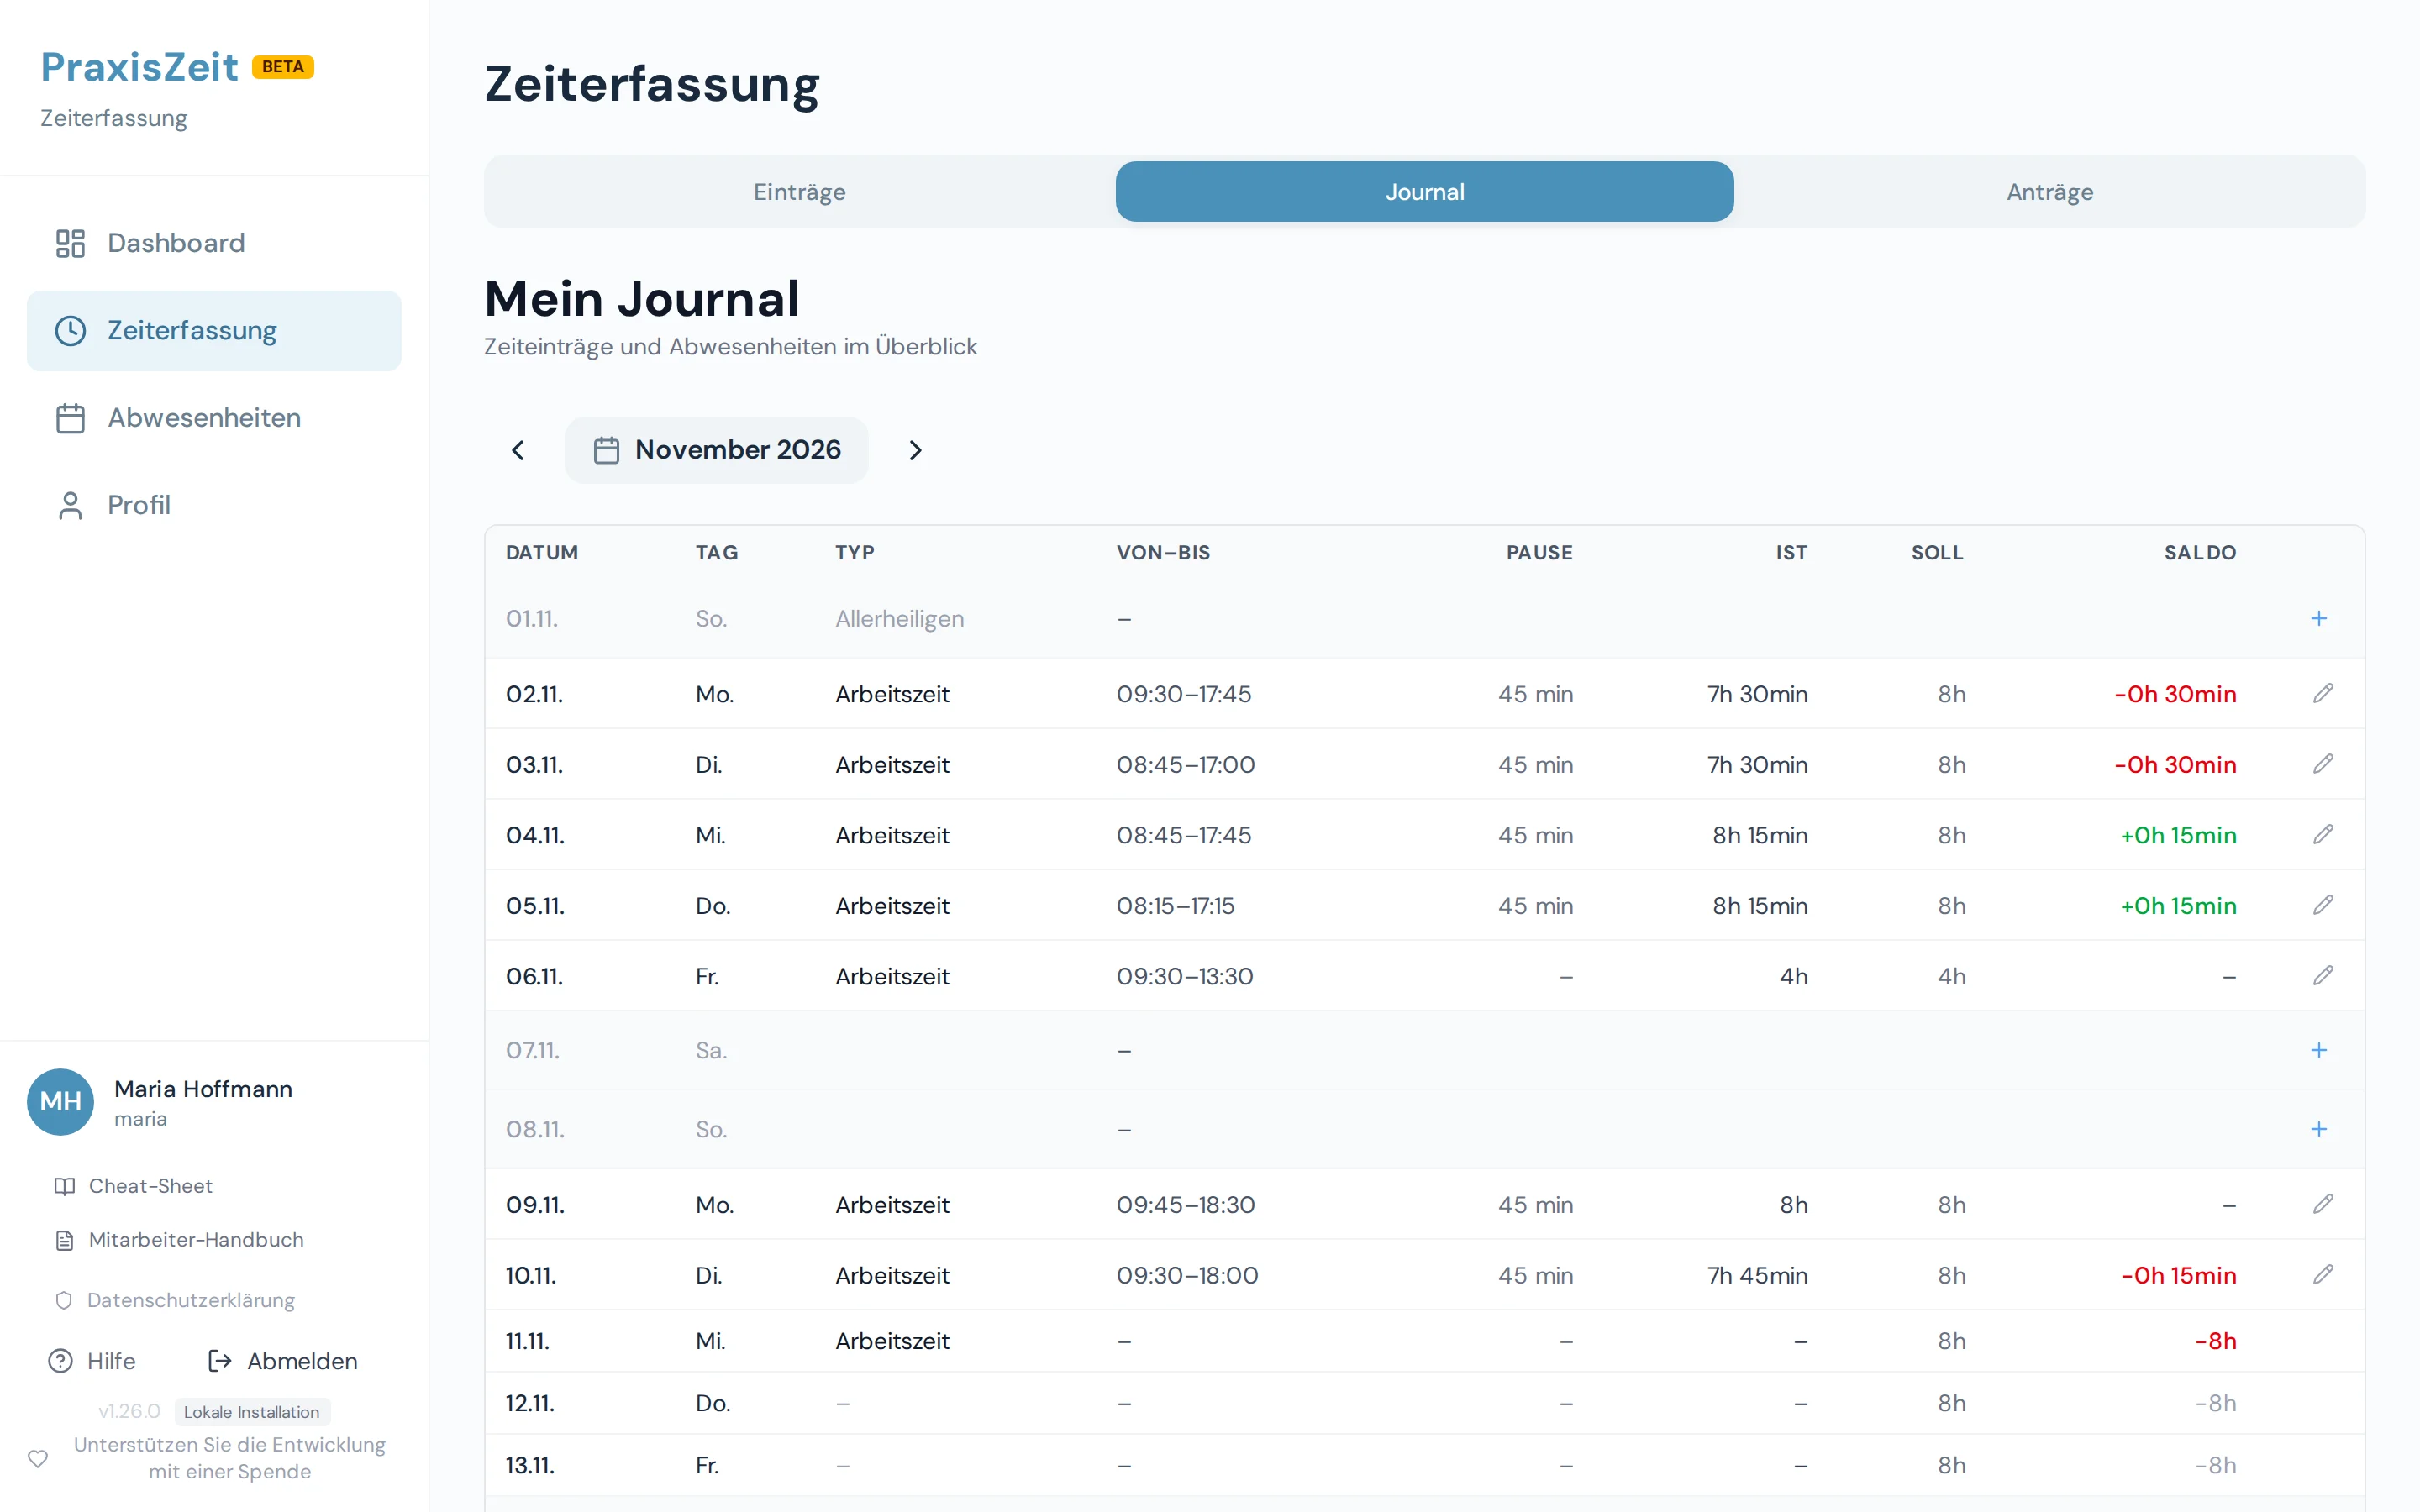 PraxisZeit BETA
Zeiterfassung
Dashboard
Zeiterfassung
Abwesenheiten
Profil
MH Maria Hoffmann
maria
Cheat-Sheet
Mitarbeiter-Handbuch
Datenschutzerklärung
Hilfe Abmelden
v1.26.0 Lokale Installation
Unterstützen Sie die Entwicklung
mit einer Spende
Zeiterfassung
Einträge Journal Anträge
Mein Journal
Zeiteinträge und Abwesenheiten im Überblick
November 2026
DATUM TAG TYP VON–BIS PAUSE IST SOLL SALDO
01.11. So. Allerheiligen – +
02.11. Mo. Arbeitszeit 09:30–17:45 45 min 7h 30min 8h -0h 30min
03.11. Di. Arbeitszeit 08:45–17:00 45 min 7h 30min 8h -0h 30min
04.11. Mi. Arbeitszeit 08:45–17:45 45 min 8h 15min 8h +0h 15min
05.11. Do. Arbeitszeit 08:15–17:15 45 min 8h 15min 8h +0h 15min
06.11. Fr. Arbeitszeit 09:30–13:30 – 4h 4h –
07.11. Sa. – +
08.11. So. – +
09.11. Mo. Arbeitszeit 09:45–18:30 45 min 8h 8h –
10.11. Di. Arbeitszeit 09:30–18:00 45 min 7h 45min 8h -0h 15min
11.11. Mi. Arbeitszeit – – – 8h -8h
12.11. Do. – – – – 8h -8h
13.11. Fr. – – – – 8h -8h